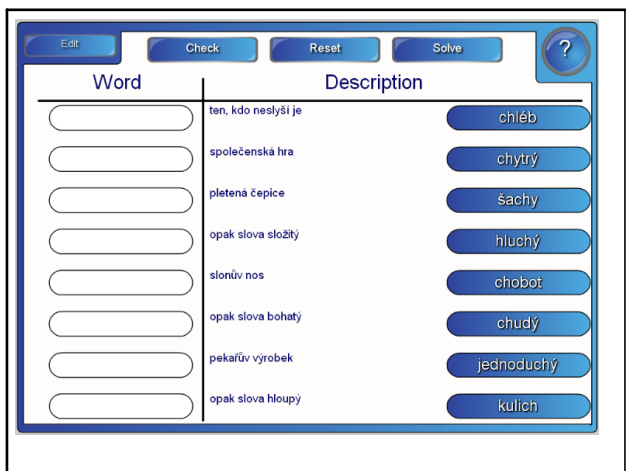 Edit Check Reset Solve ?
Word Description
ten, kdo neslyší je chléb
společenská hra chytrý
pletená čepice šachy
opak slova složitý hluchý
slonův nos chobot
opak slova bohatý chudý
pekařův výrobek jednoduchý
opak slova hloupý kulich